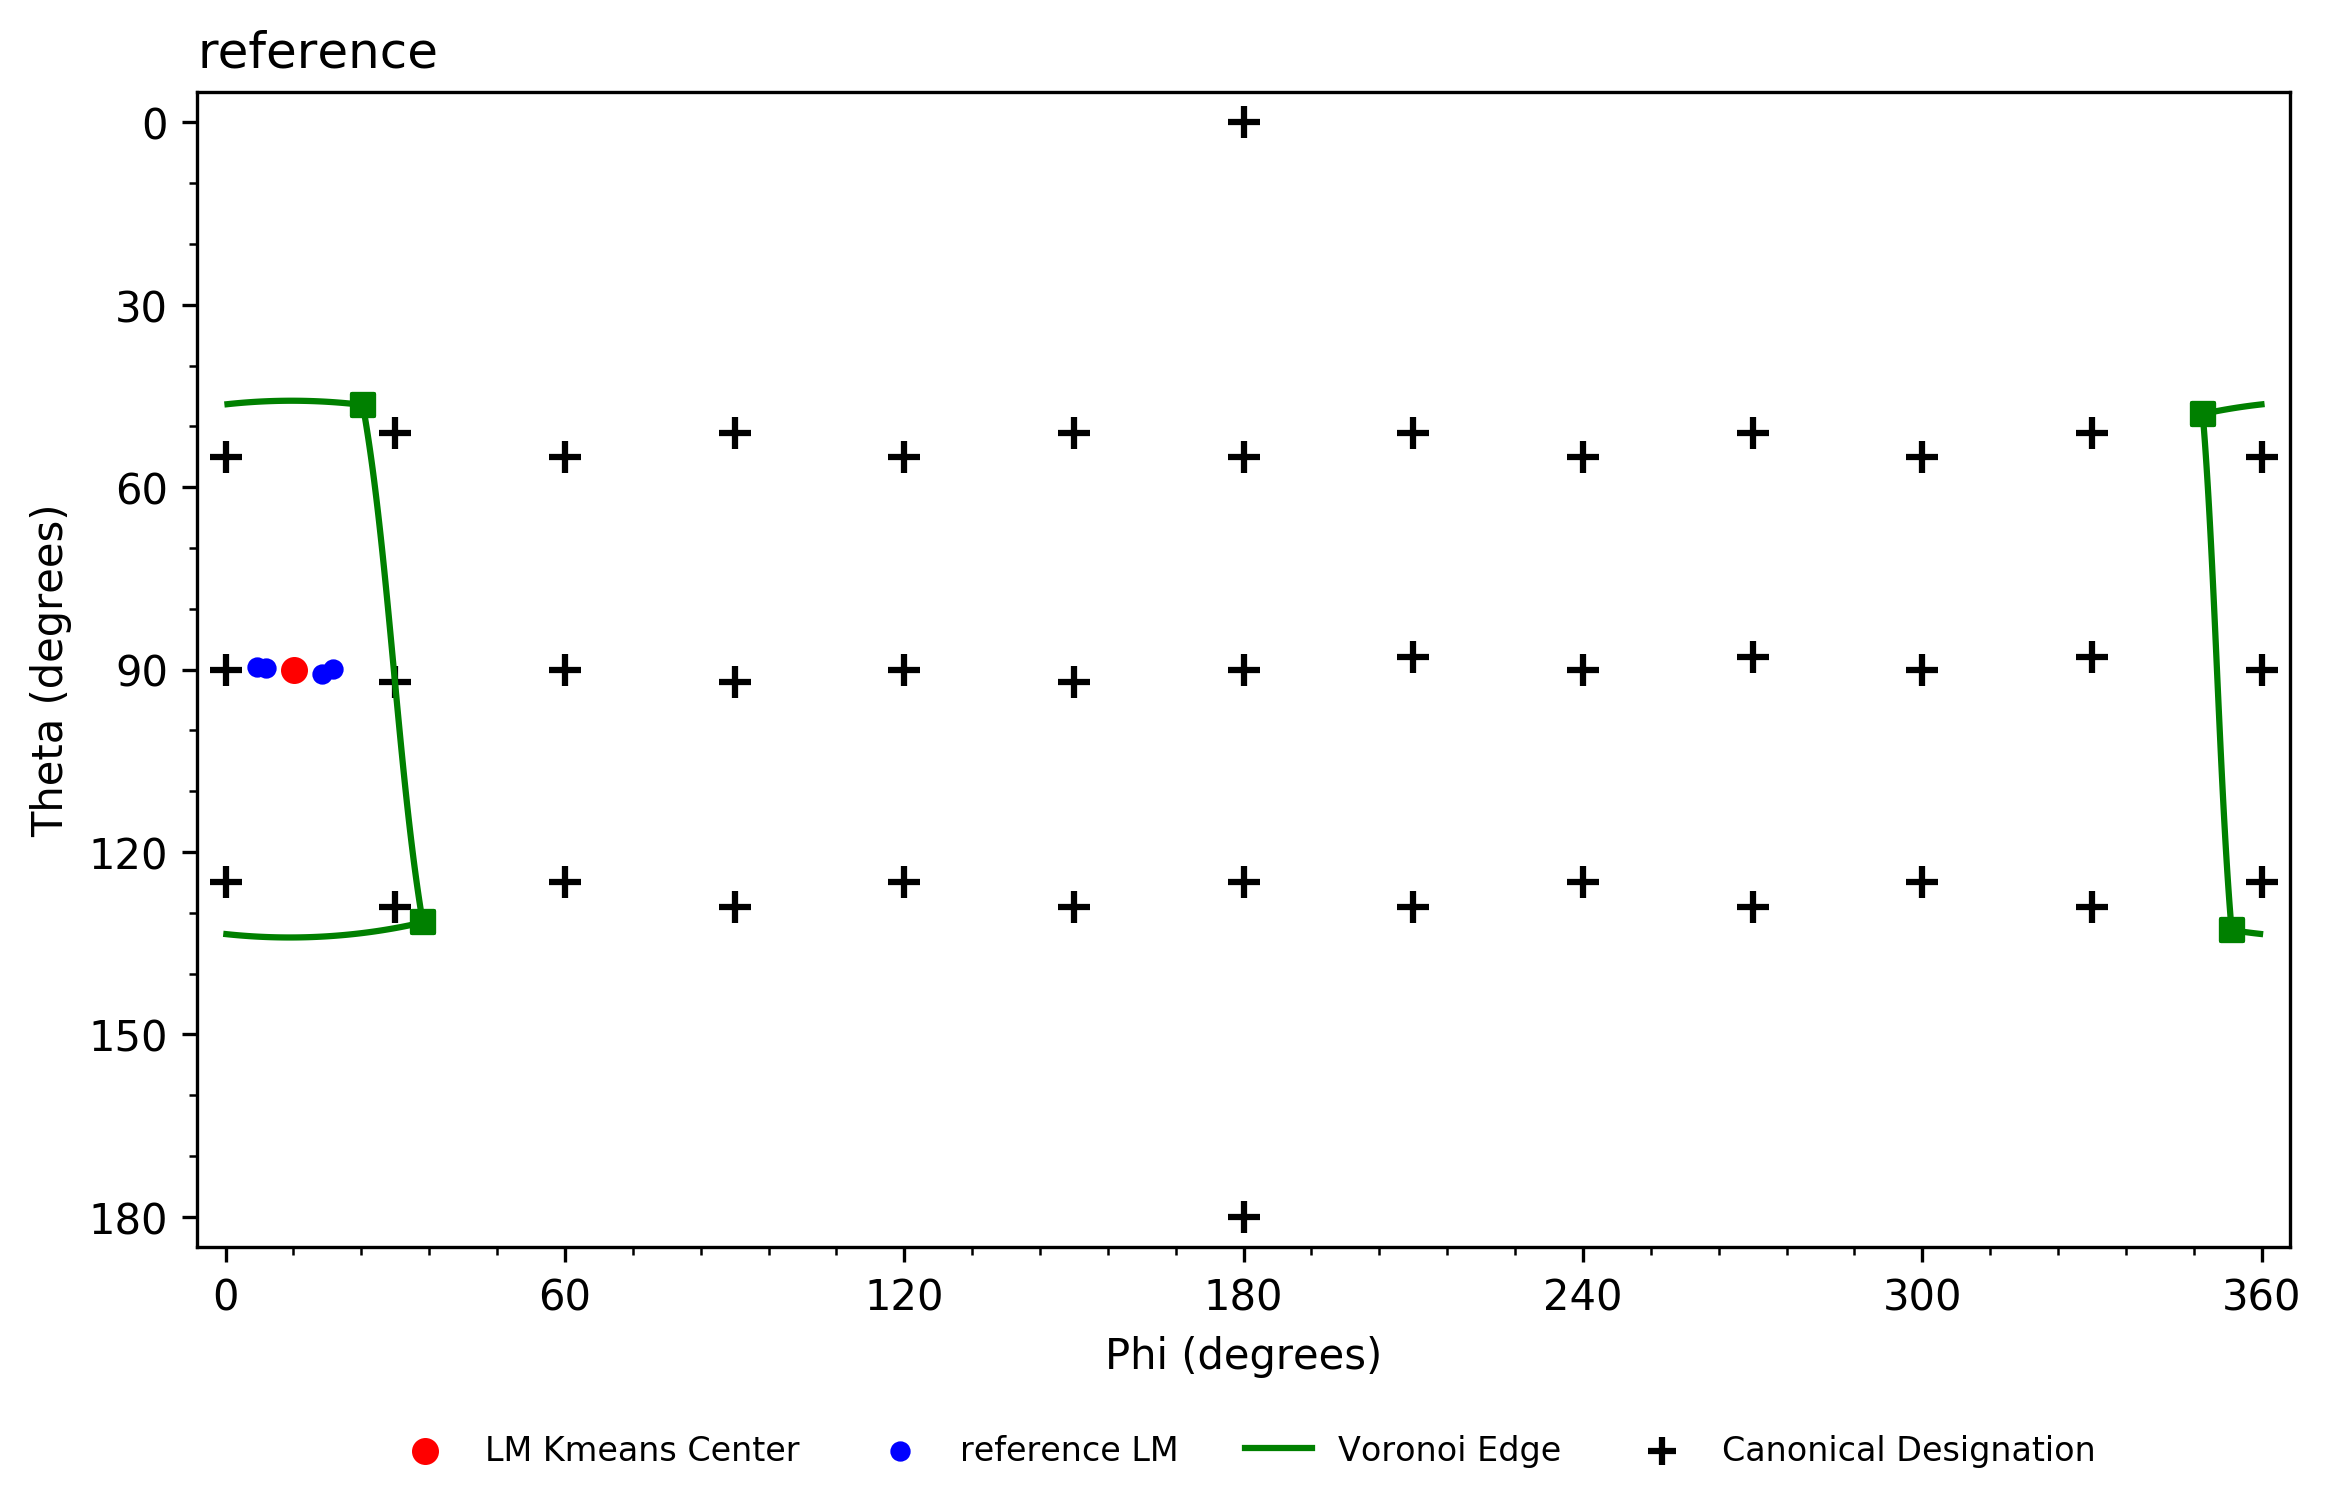 reference
0
30
60
90
120
150
180
Theta (degrees)
0 60 120 180 240 300 360
Phi (degrees)
LM Kmeans Center reference LM Voronoi Edge Canonical Designation